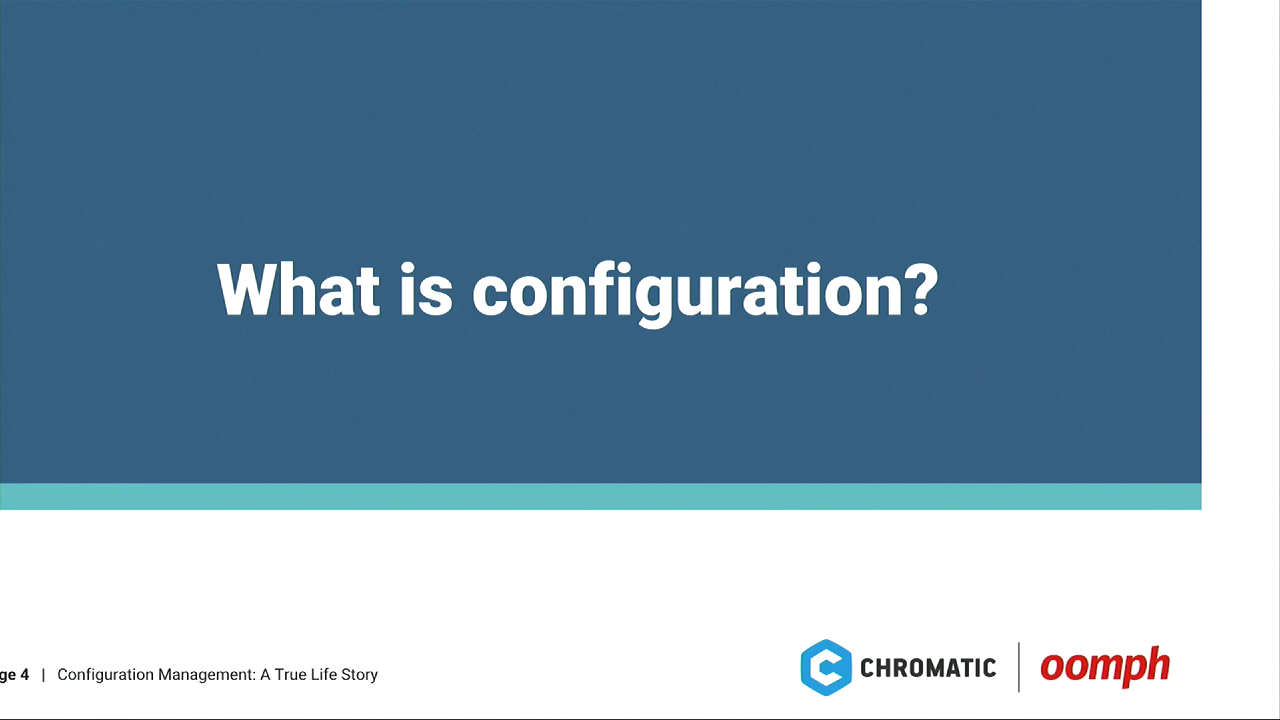 What is configuration?
ge 4 | Configuration Management: A True Life Story
CHROMATIC | oomph